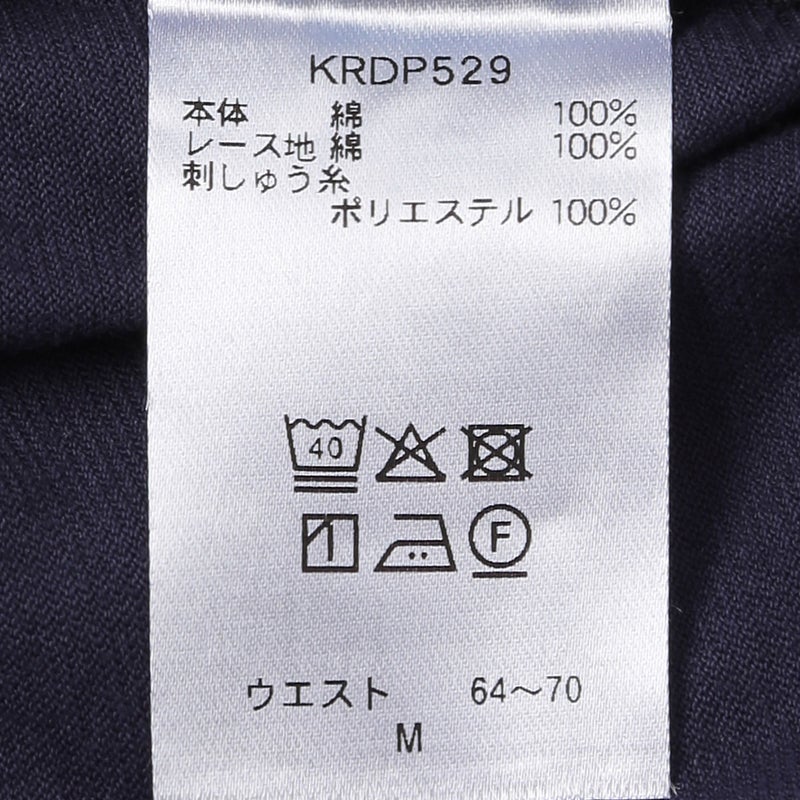 KRDP529
本体 綿 100%
レース地 綿 100%
刺しゅう糸
ポリエステル 100%
40
F
ウエスト 64〜70
M